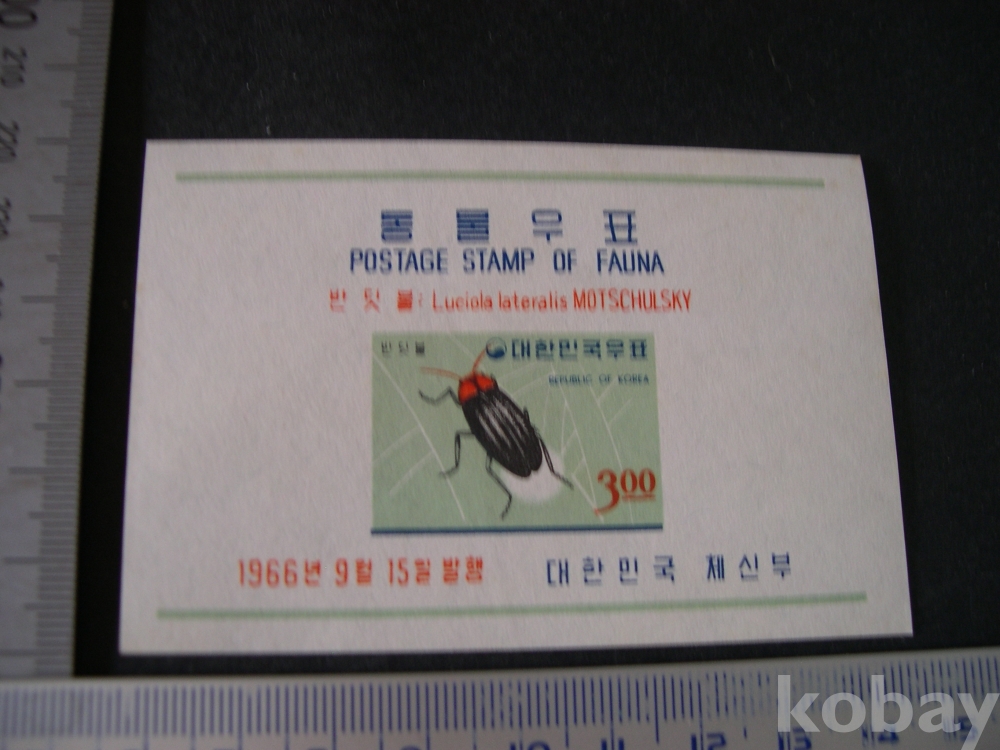 동물우표
POSTAGE STAMP OF FAUNA
반딧불: Luciola lateralis MOTSCHULSKY
반딧불 대한민국우표
REPUBLIC OF KOREA
300
1966년 9월 15일 발행 대한민국 체신부
210
kobay